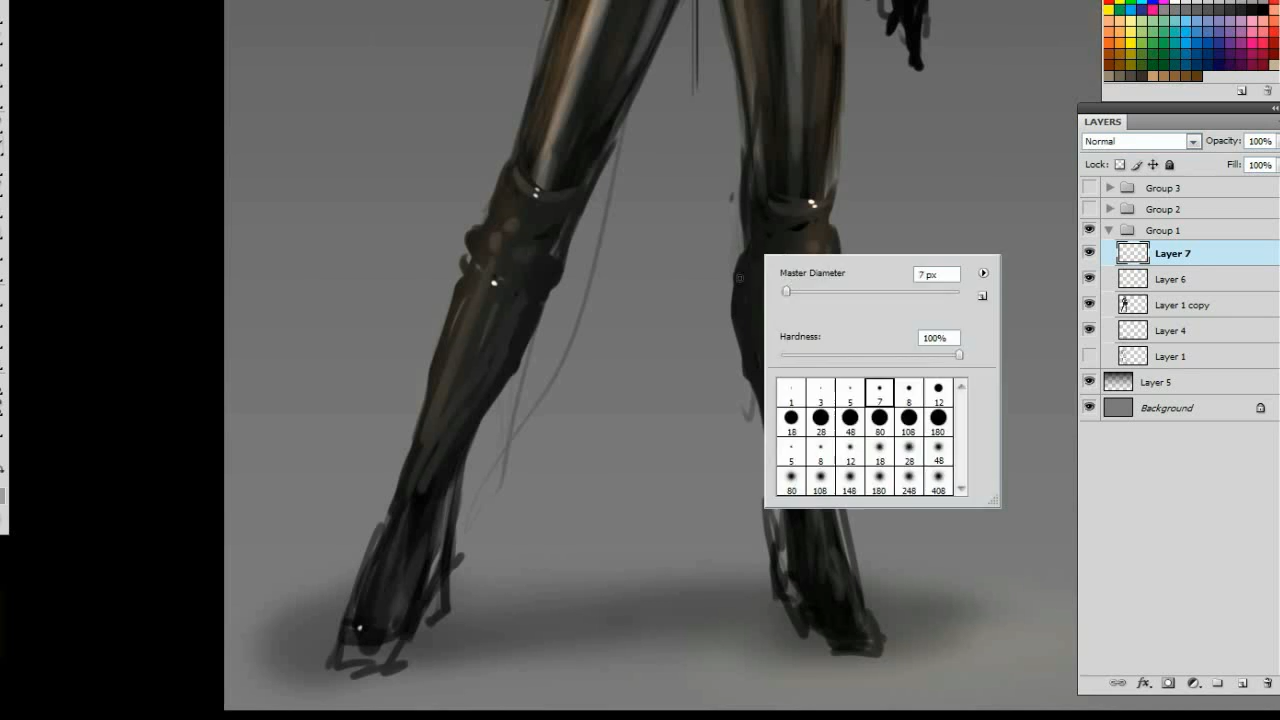 LAYERS
Normal Opacity: 100%
Lock: Fill: 100%
Group 3
Group 2
Group 1
Layer 7
Layer 6
Layer 1 copy
Layer 4
Layer 1
Layer 5
Background
Master Diameter 7 px
Hardness: 100%
1 3 5 7 8 12
18 28 48 80 108 180
5 8 12 18 28 48
80 108 148 180 248 408
fx.